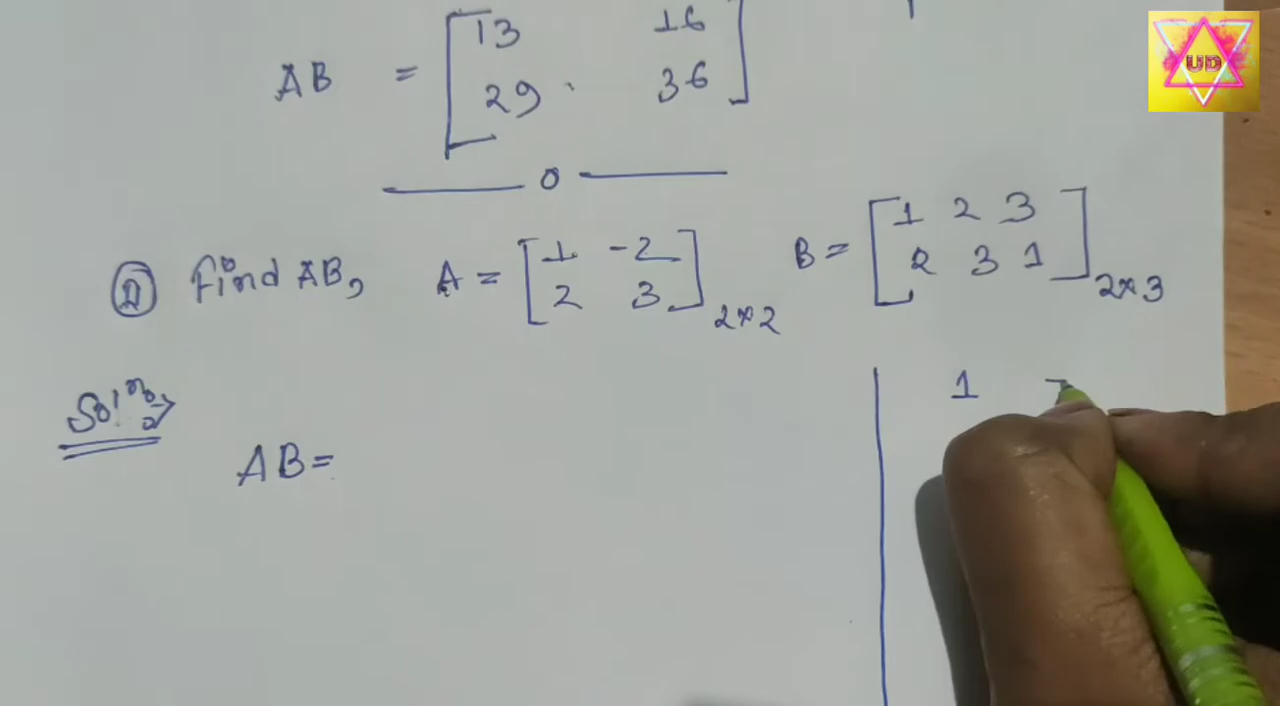 13 16
AB =
29 36
0
② Find AB, A = [1 -2 2 3] 2×2 B = [1 2 3 2 3 1] 2×3
Soln
1
AB =
UD